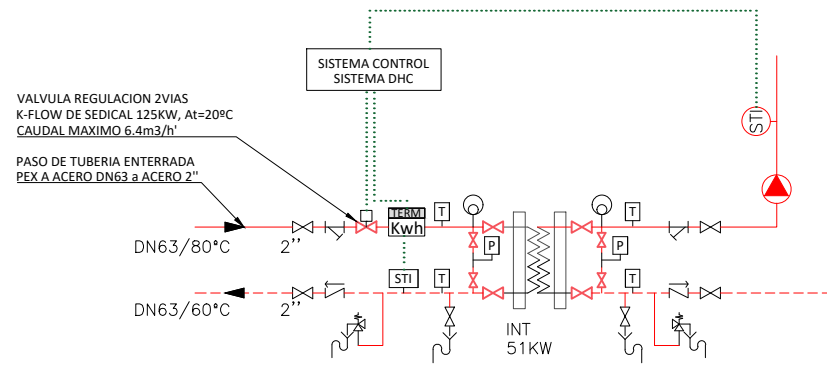 SISTEMA CONTROL
SISTEMA DHC
STI
VALVULA REGULACION 2VIAS
K-FLOW DE SEDICAL 125KW, At=20ºC
CAUDAL MAXIMO 6.4m3/h'
PASO DE TUBERIA ENTERRADA
PEX A ACERO DN63 a ACERO 2''
TERM
Kwh
T
T
P
P
DN63/80°C
2''
STI
T
T
DN63/60°C
2''
INT
51KW